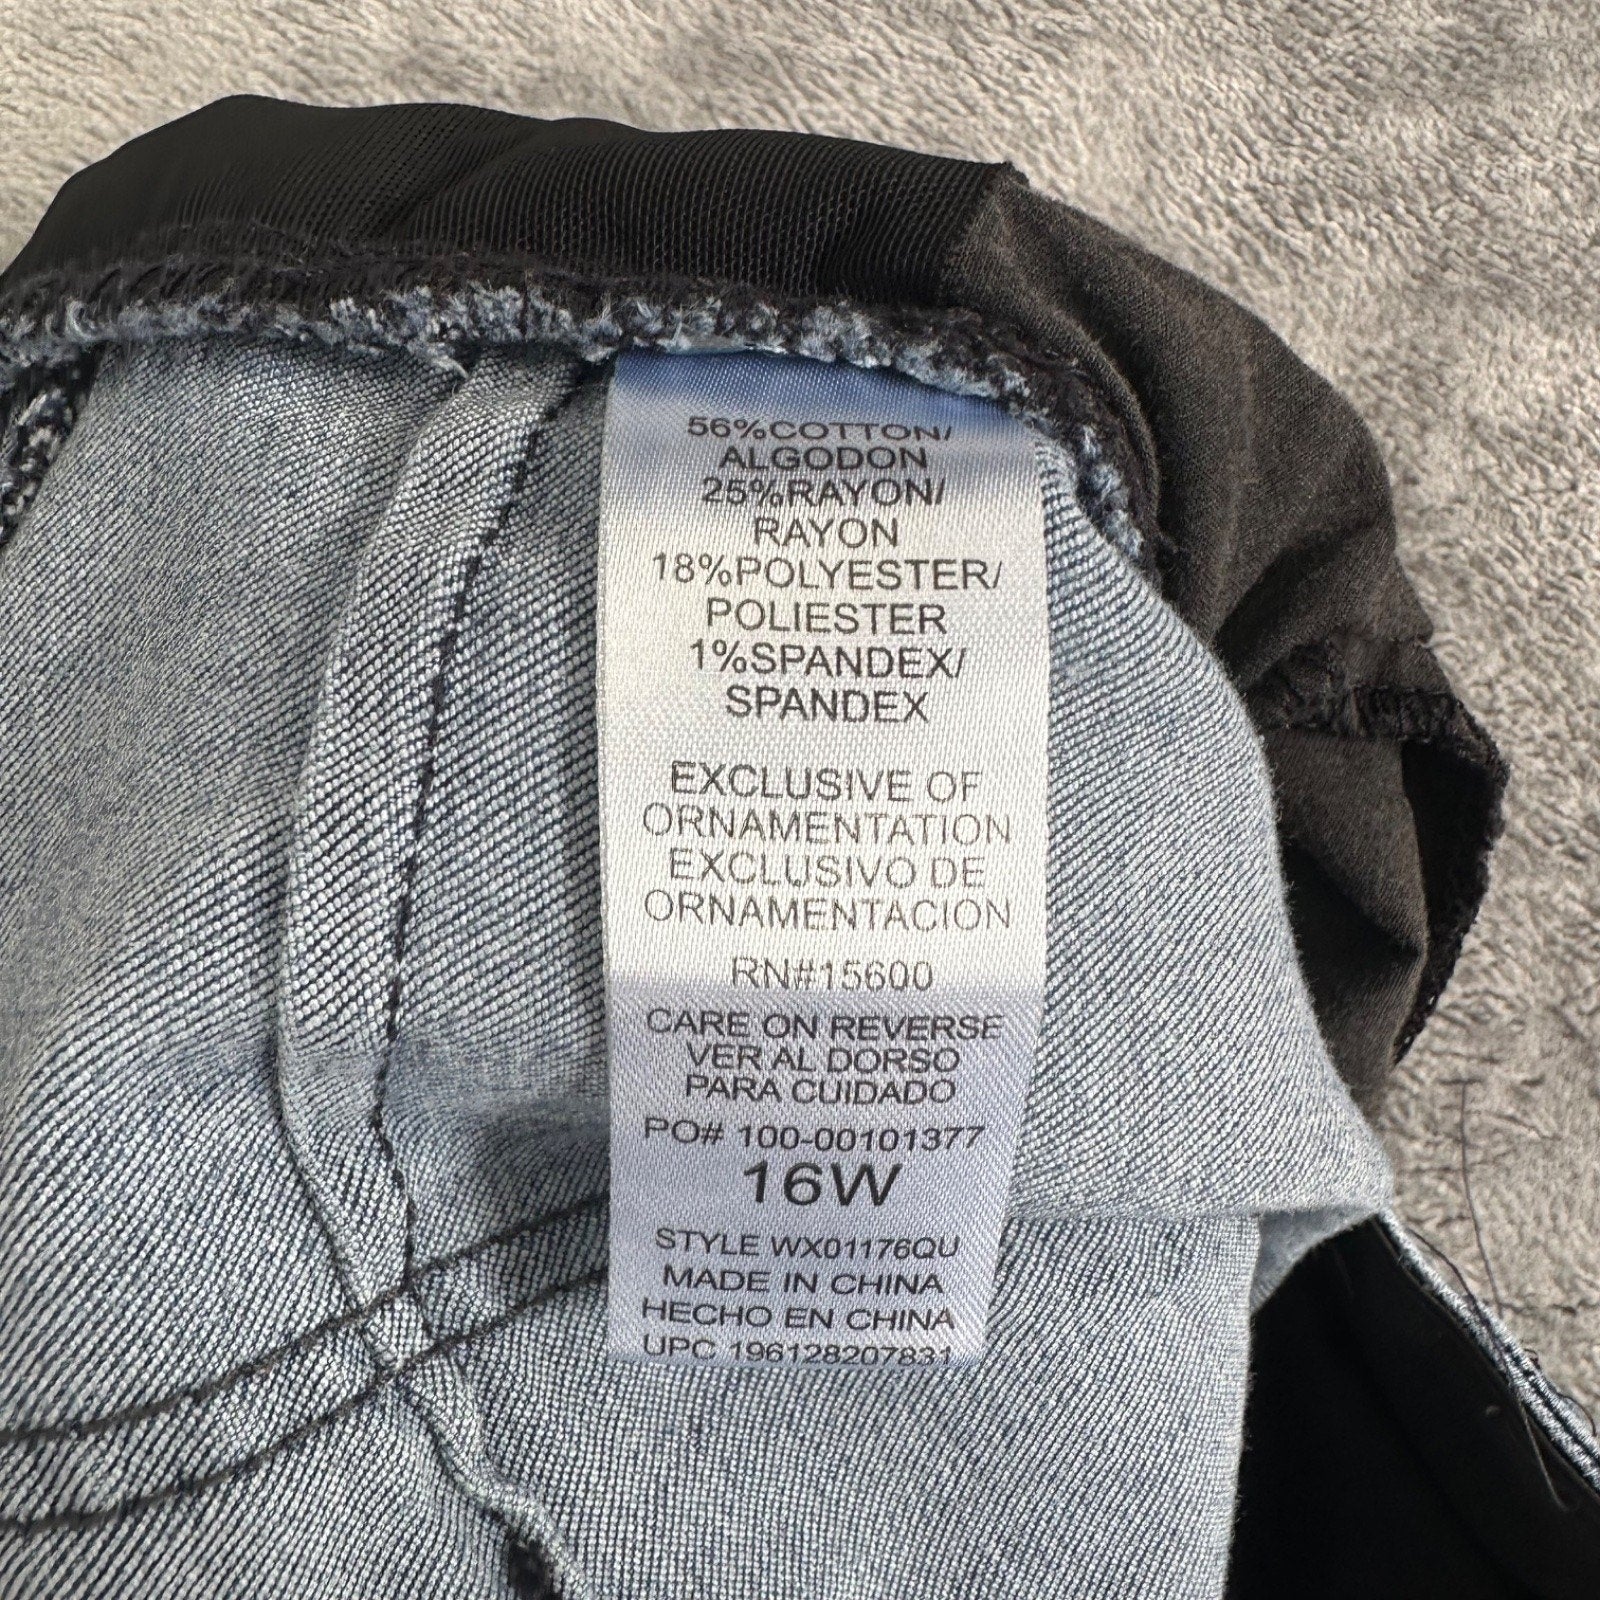 56%COTTON/
ALGODON
25%RAYON/
RAYON
18%POLYESTER/
POLIESTER
1%SPANDEX/
SPANDEX
EXCLUSIVE OF
ORNAMENTATION
EXCLUSIVO DE
ORNAMENTACION
RN#15600
CARE ON REVERSE
VER AL DORSO
PARA CUIDADO
PO# 100-00101377
16W
STYLE WX01176QU
MADE IN CHINA
HECHO EN CHINA
UPC 196128207831